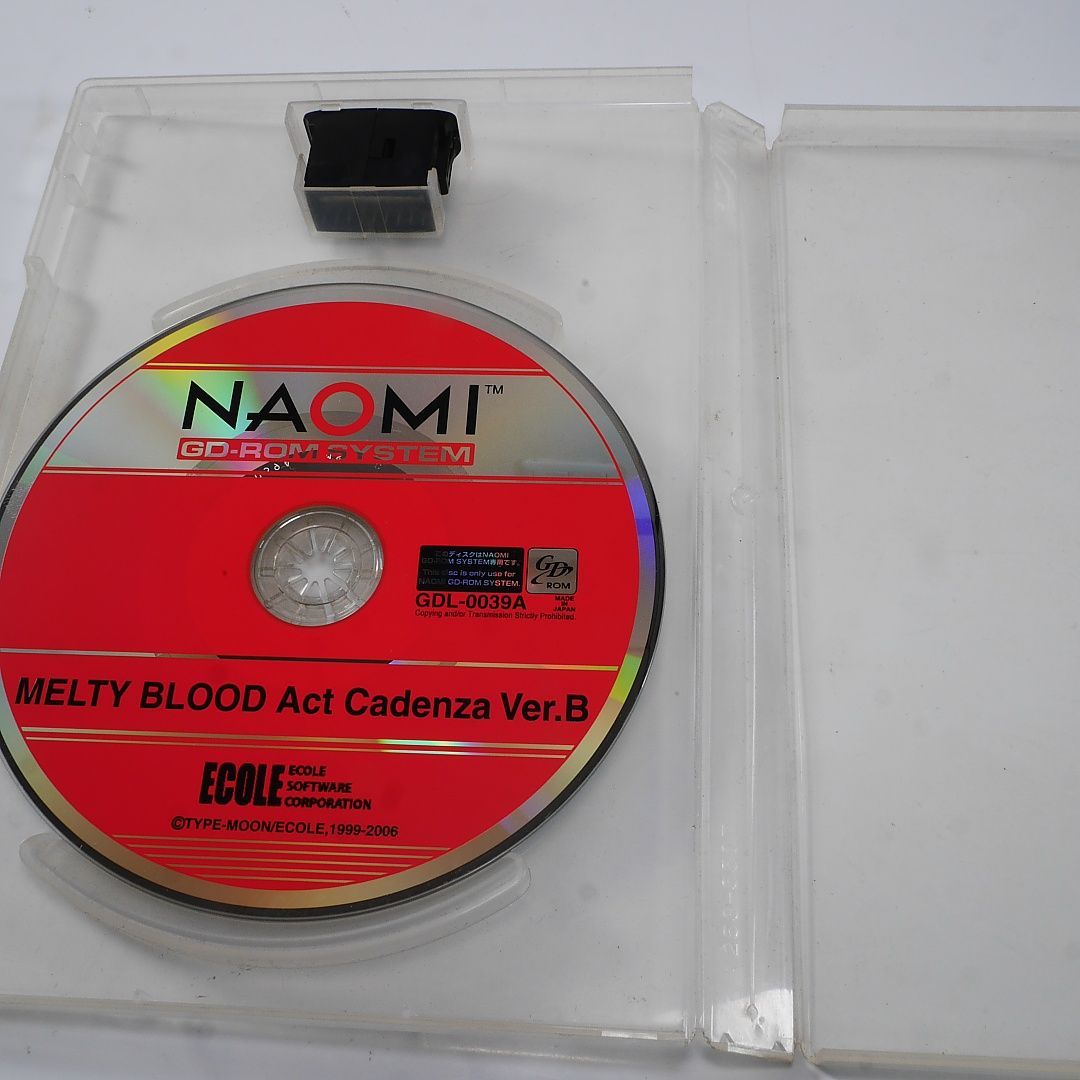 NAOMI™
GD-ROM SYSTEM
このディスクはNAOMI
GD-ROM SYSTEM専用です。
This disc is only use for
NAOMI GD-ROM SYSTEM.
GD
ROM
GDL-0039A
MADE
IN
JAPAN
Copying and/or Transmission Strictly Prohibited.
MELTY BLOOD Act Cadenza Ver.B
ECOLE
ECOLE
SOFTWARE
CORPORATION
©TYPE-MOON/ECOLE,1999-2006